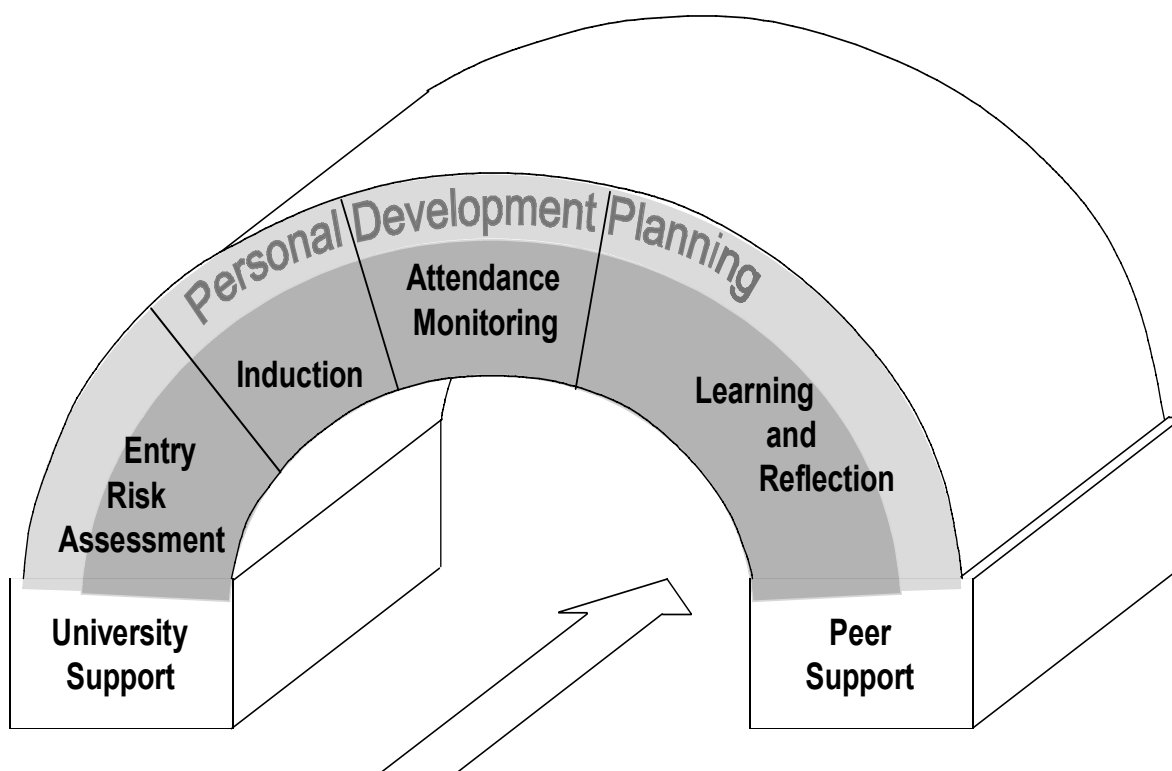 Personal Development Planning
Attendance
Monitoring
Induction
Learning
and
Reflection
Entry
Risk
Assessment
University
Support
Peer
Support